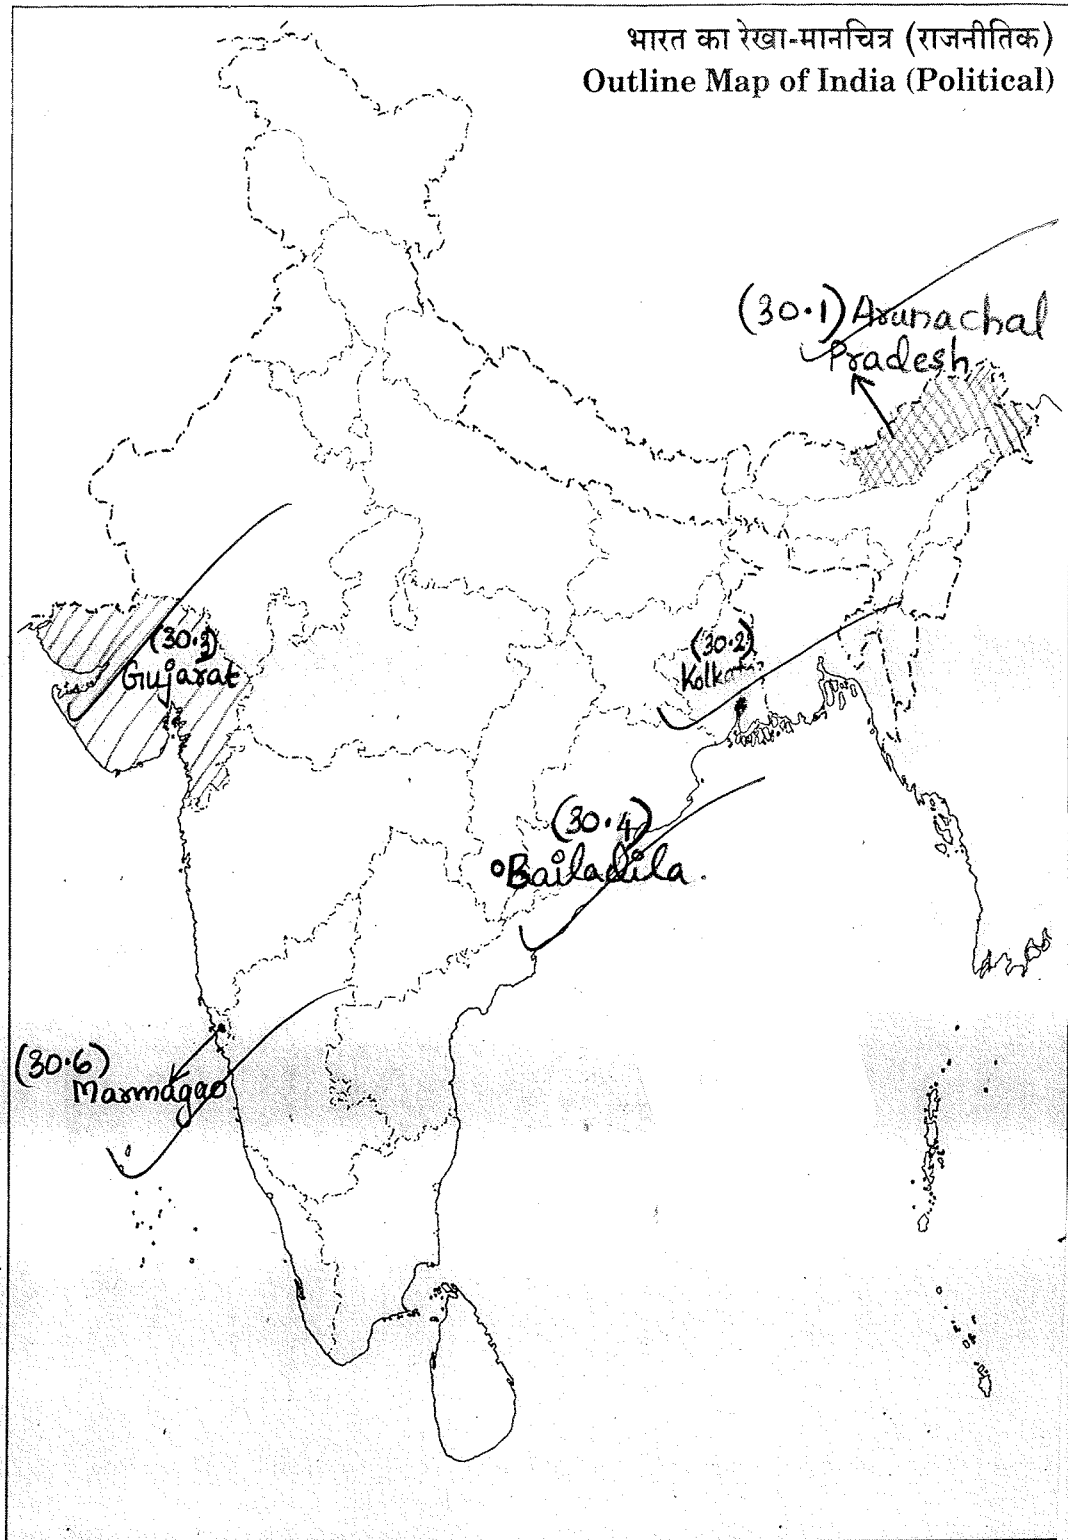 भारत का रेखा-मानचित्र (राजनीतिक)
Outline Map of India (Political)
(30.1) Arunachal
Pradesh
(30.3)
Gujarat
(30.2)
Kolkata
(30.4)
Bailadila.
(30.6)
Marmagao